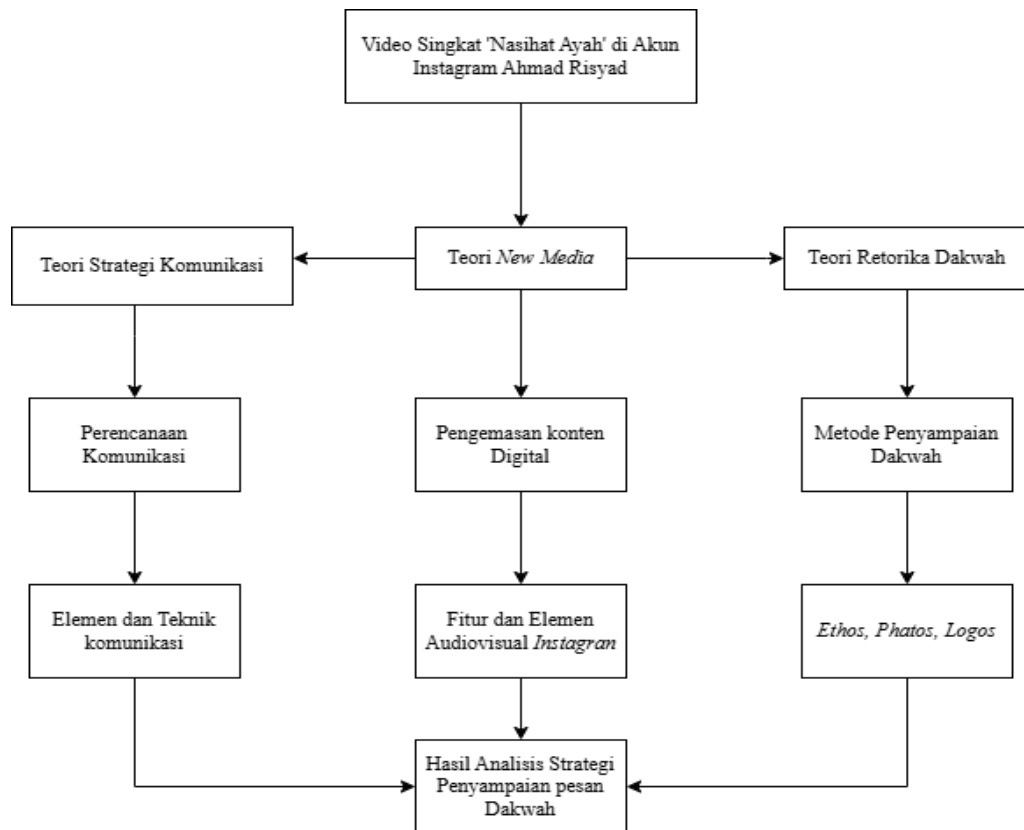 Video Singkat 'Nasihat Ayah' di Akun
Instagram Ahmad Risyad
Teori Strategi Komunikasi
Teori New Media
Teori Retorika Dakwah
Perencanaan
Komunikasi
Pengemasan konten
Digital
Metode Penyampaian
Dakwah
Elemen dan Teknik
komunikasi
Fitur dan Elemen
Audiovisual Instagran
Ethos, Phatos, Logos
Hasil Analisis Strategi
Penyampaian pesan
Dakwah